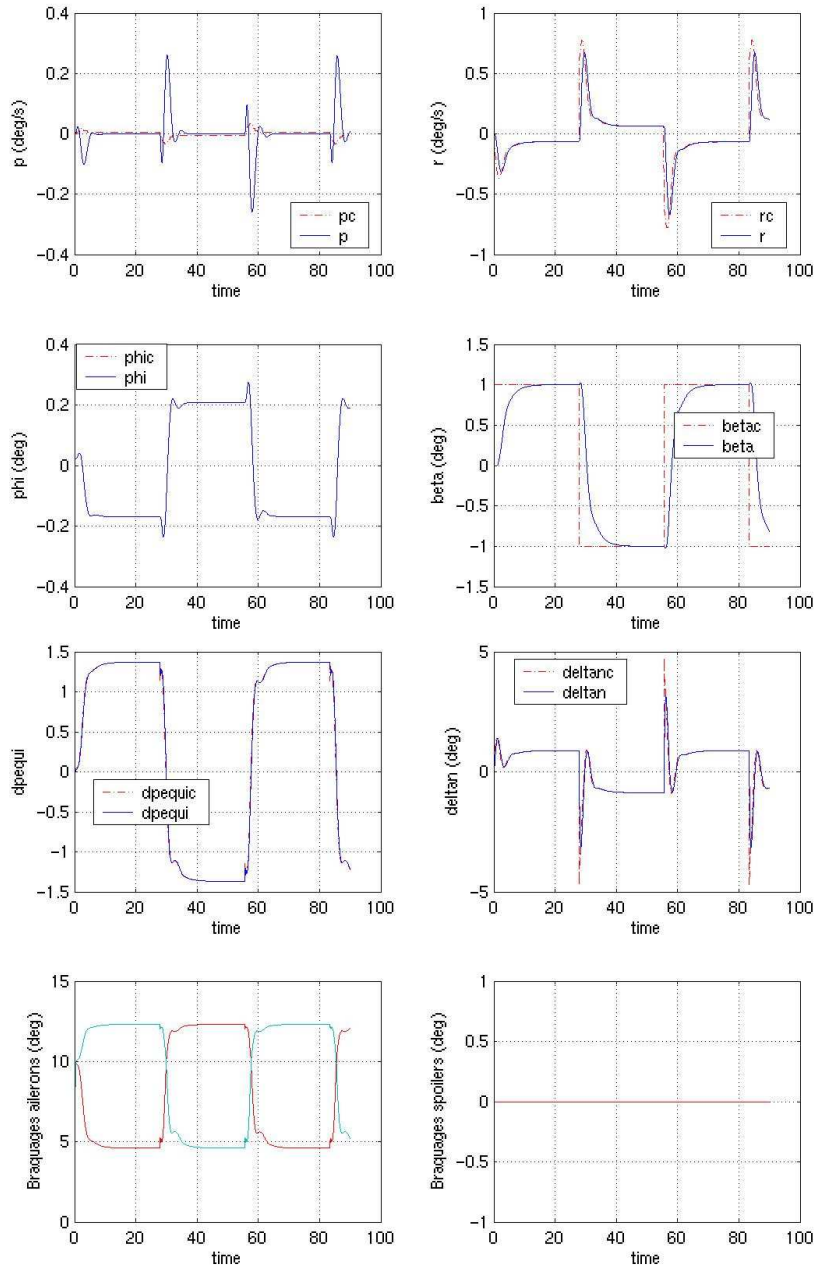 0.4
0.2
0
−0.2
−0.4
p (deg/s)
pc
p
0 20 40 60 80 100
time
1
0.5
0
−0.5
−1
r (deg/s)
rc
r
0 20 40 60 80 100
time
0.4
0.2
0
−0.2
−0.4
phi (deg)
phic
phi
0 20 40 60 80 100
time
1.5
1
0.5
0
−0.5
−1
−1.5
beta (deg)
betac
beta
0 20 40 60 80 100
time
1.5
1
0.5
0
−0.5
−1
−1.5
dpequi
dpequic
dpequi
0 20 40 60 80 100
time
5
0
−5
deltan (deg)
deltanc
deltan
0 20 40 60 80 100
time
15
10
5
0
Braquages ailerons (deg)
0 20 40 60 80 100
time
1
0.5
0
−0.5
−1
Braquages spoilers (deg)
0 20 40 60 80 100
time